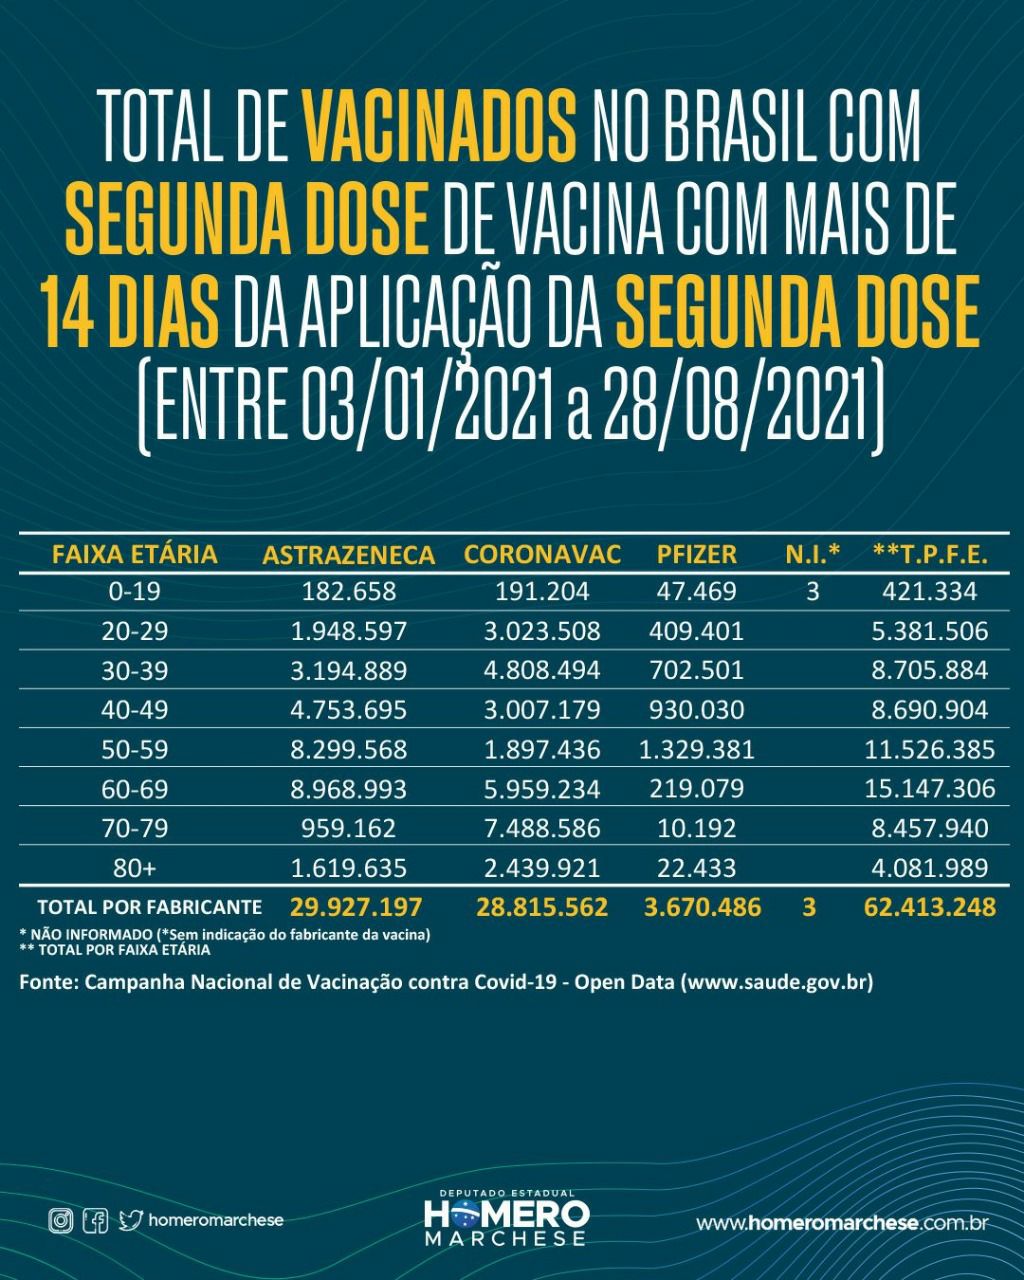 TOTAL DE VACINADOS NO BRASIL COM
SEGUNDA DOSE DE VACINA COM MAIS DE
14 DIAS DA APLICAÇÃO DA SEGUNDA DOSE
(ENTRE 03/01/2021 a 28/08/2021)
FAIXA ETÁRIA ASTRAZENECA CORONAVAC PFIZER N.I.* **T.P.F.E.
0-19 182.658 191.204 47.469 3 421.334
20-29 1.948.597 3.023.508 409.401 5.381.506
30-39 3.194.889 4.808.494 702.501 8.705.884
40-49 4.753.695 3.007.179 930.030 8.690.904
50-59 8.299.568 1.897.436 1.329.381 11.526.385
60-69 8.968.993 5.959.234 219.079 15.147.306
70-79 959.162 7.488.586 10.192 8.457.940
80+ 1.619.635 2.439.921 22.433 4.081.989
TOTAL POR FABRICANTE 29.927.197 28.815.562 3.670.486 3 62.413.248
* NÃO INFORMADO (*Sem indicação do fabricante da vacina)
** TOTAL POR FAIXA ETÁRIA
Fonte: Campanha Nacional de Vacinação contra Covid-19 - Open Data (www.saude.gov.br)
homeromarchese
DEPUTADO ESTADUAL
HOMERO
MARCHESE
www.homeromarchese.com.br